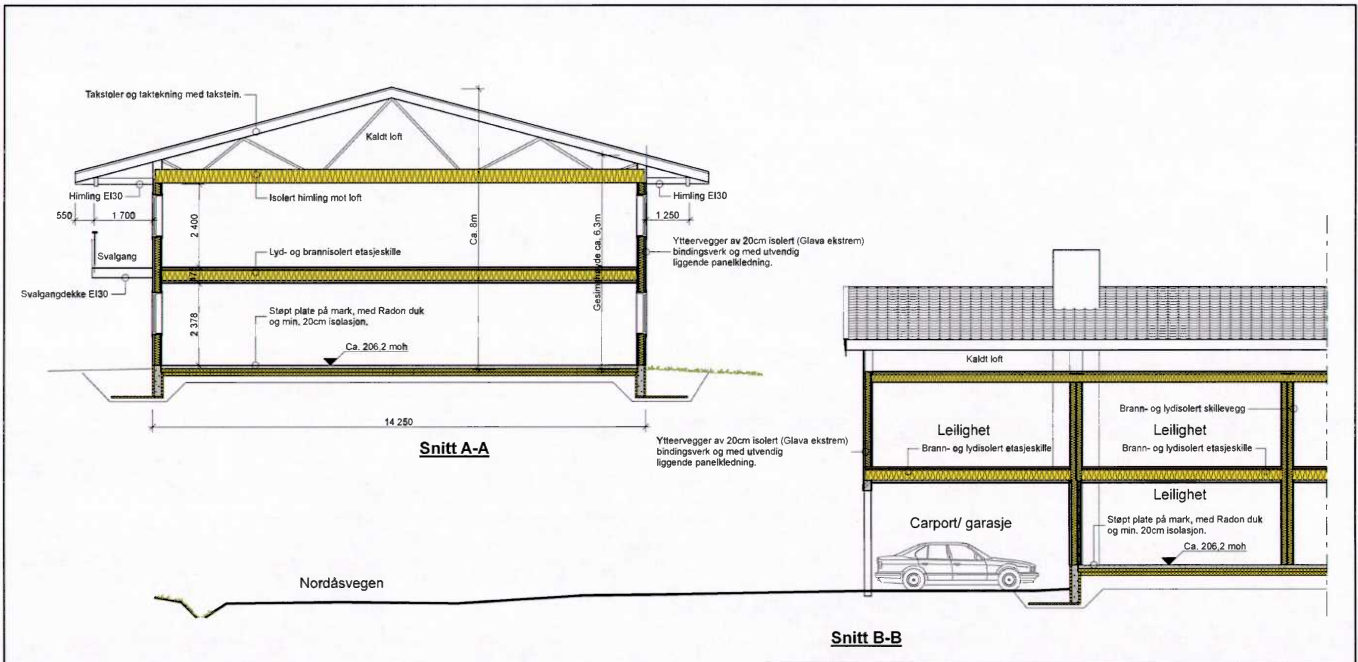 Takstoler og taktekning med takstein.
Kaldt loft
Himling EI30
Isolert himling mot loft
Himling EI30
550
1 700
1 250
2 400
Ca. 8m
Gesimshøyde ca. 6,3m
Ytteervegger av 20cm isolert (Glava ekstrem)
bindingsverk og med utvendig
liggende panelkledning.
Svalgang
Lyd- og brannisolert etasjeskille
Svalgangdekke EI30
2 378
Støpt plate på mark, med Radon duk
og min. 20cm isolasjon.
Ca. 206,2 moh
14 250
Snitt A-A
Kaldt loft
Brann- og lydisolert skillevegg
Ytteervegger av 20cm isolert (Glava ekstrem)
bindingsverk og med utvendig
liggende panelkledning.
Leilighet
Brann- og lydisolert etasjeskille
Leilighet
Brann- og lydisolert etasjeskille
Leilighet
Carport/ garasje
Støpt plate på mark, med Radon duk
og min. 20cm isolasjon.
Ca. 206,2 moh
Nordåsvegen
Snitt B-B